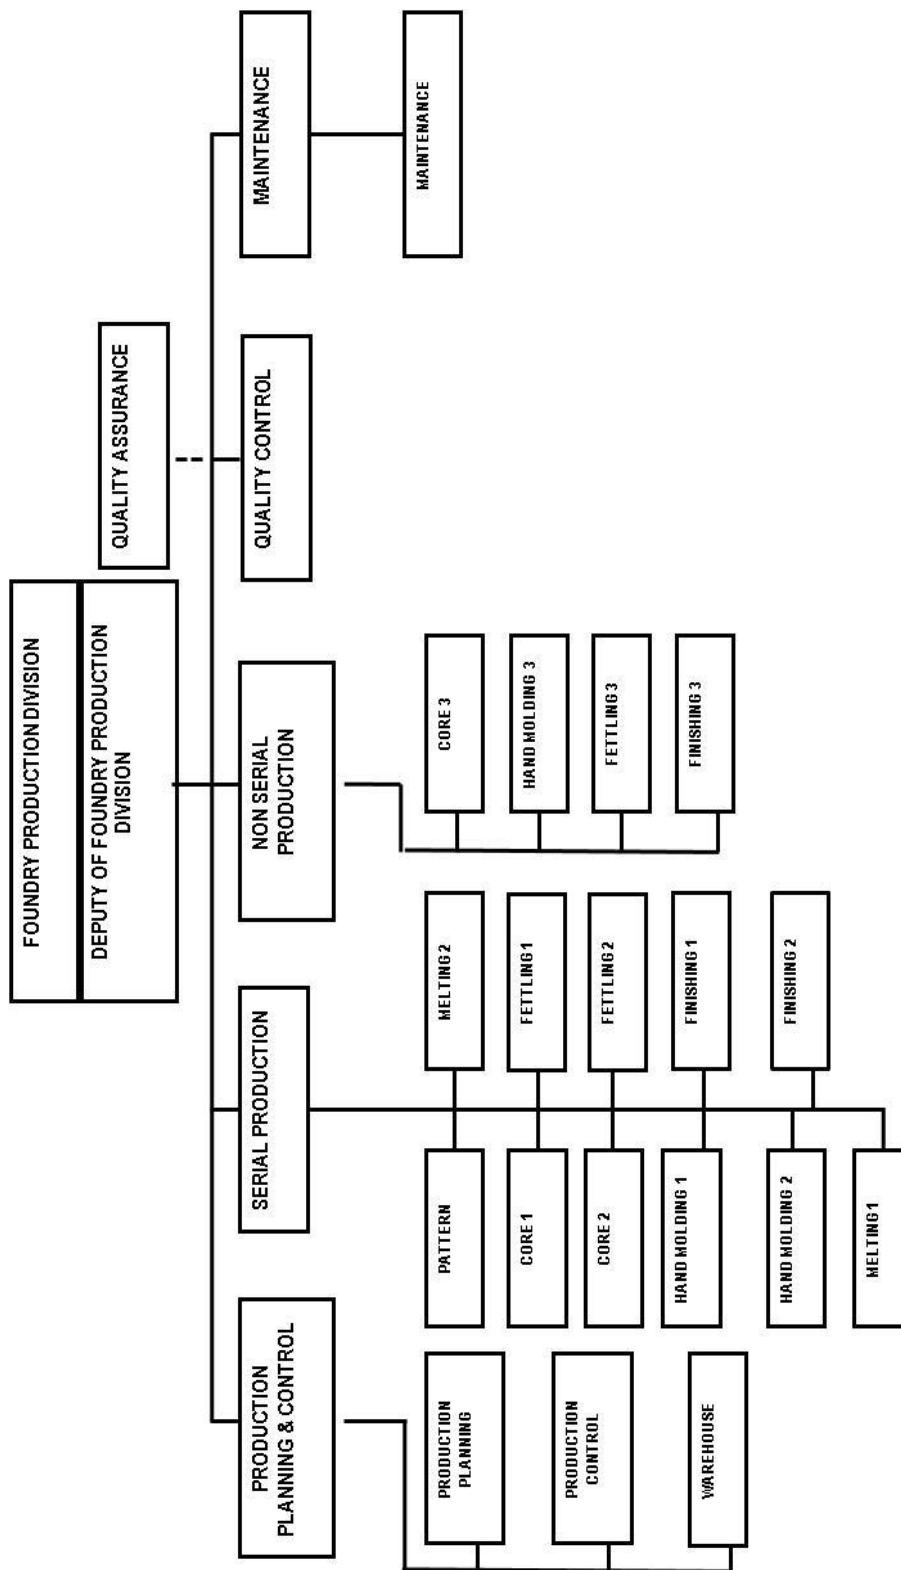 FOUNDRY PRODUCTION DIVISION
DEPUTY OF FOUNDRY PRODUCTION
DIVISION
QUALITY ASSURANCE
PRODUCTION
PLANNING & CONTROL
SERIAL PRODUCTION
NON SERIAL
PRODUCTION
QUALITY CONTROL
MAINTENANCE
PRODUCTION
PLANNING
PRODUCTION
CONTROL
WAREHOUSE
PATTERN
CORE 1
CORE 2
HAND MOLDING 1
HAND MOLDING 2
MELTING 1
MELTING 2
FETTLING 1
FETTLING 2
FINISHING 1
FINISHING 2
CORE 3
HAND MOLDING 3
FETTLING 3
FINISHING 3
MAINTENANCE